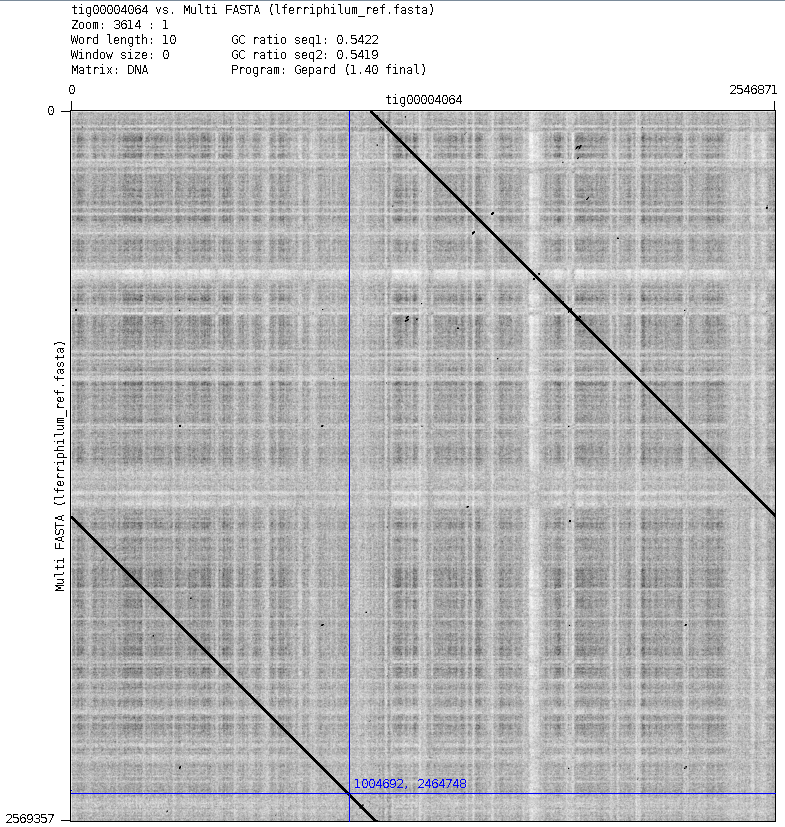 tig00004064 vs. Multi FASTA (lferriphilum_ref.fasta)
Zoom: 3614 : 1
Word length: 10 GC ratio seq1: 0.5422
Window size: 0 GC ratio seq2: 0.5419
Matrix: DNA Program: Gepard (1.40 final)
0 2546871
tig00004064
0
Multi FASTA (lferriphilum_ref.fasta)
1004692, 2464748
2569357